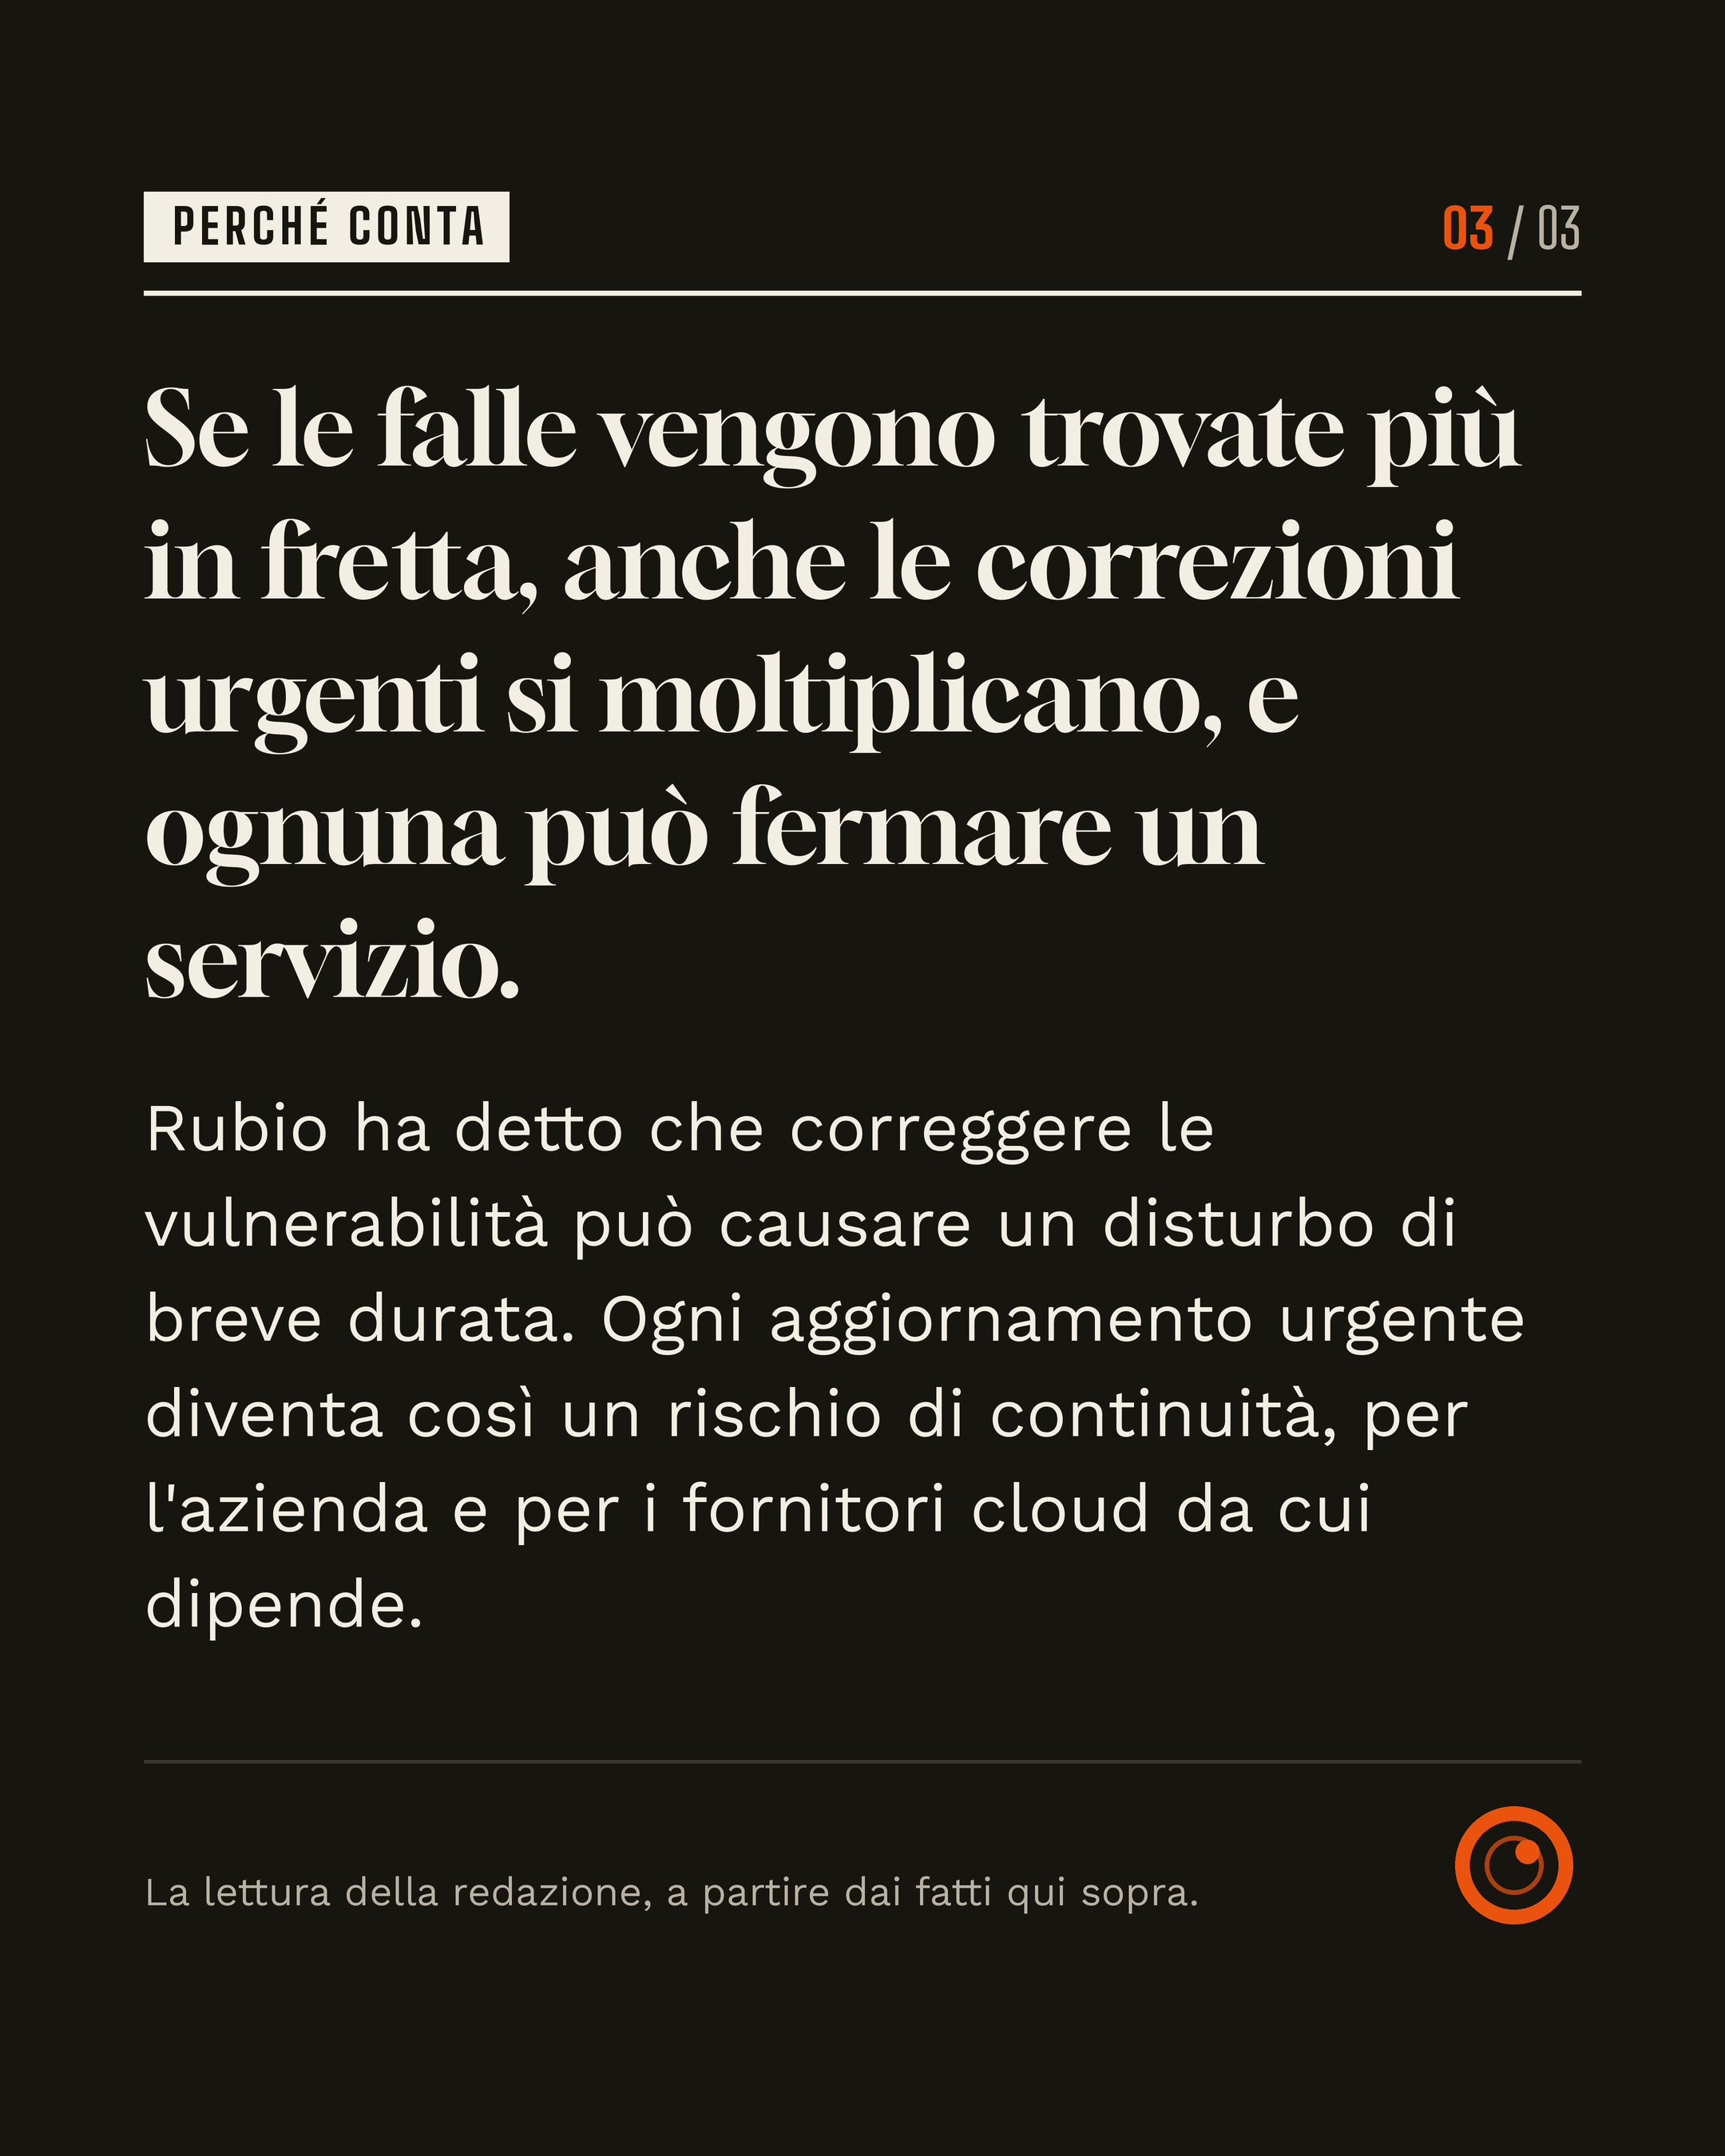 PERCHÉ CONTA
03 / 03
Se le falle vengono trovate più
in fretta, anche le correzioni
urgenti si moltiplicano, e
ognuna può fermare un
servizio.
Rubio ha detto che correggere le
vulnerabilità può causare un disturbo di
breve durata. Ogni aggiornamento urgente
diventa così un rischio di continuità, per
l'azienda e per i fornitori cloud da cui
dipende.
La lettura della redazione, a partire dai fatti qui sopra.